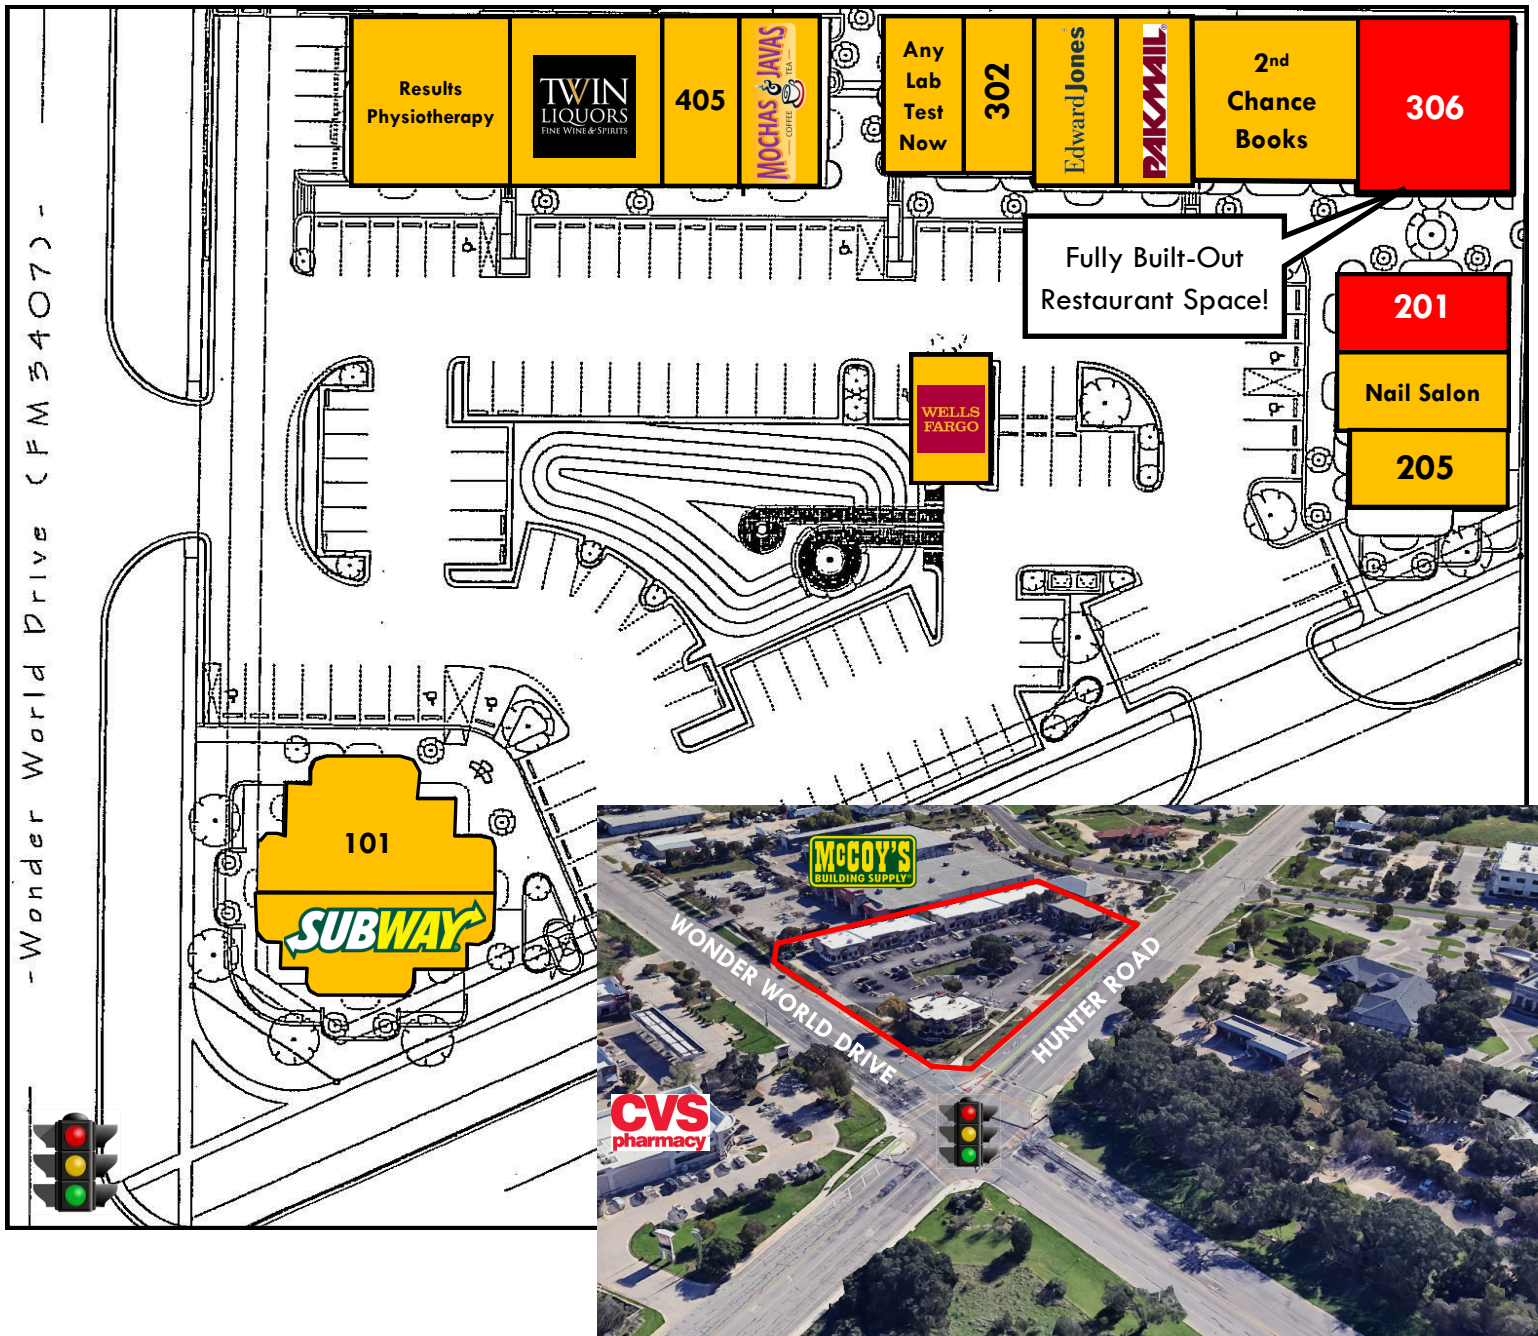 Results
Physiotherapy
TWIN
LIQUORS
FINE WINE & SPIRITS
405
MOCHAS & JAVAS
COFFEE TEA
Any
Lab
Test
Now
302
EdwardJones
PAKMAIL
2nd
Chance
Books
306
Fully Built-Out
Restaurant Space!
201
Nail Salon
205
WELLS
FARGO
-Wonder World Drive (FM 3407)-
101
SUBWAY
McCOY'S
BUILDING SUPPLY
WONDER WORLD DRIVE
HUNTER ROAD
CVS
pharmacy